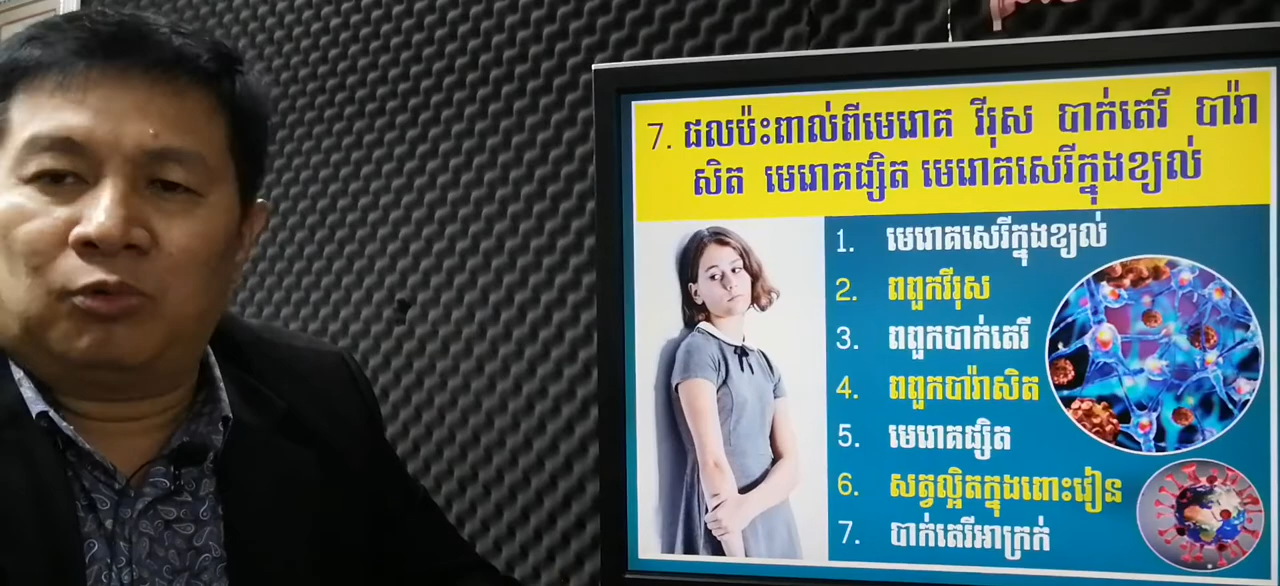 7. ផលប៉ះពាល់ពីមេរោគ វីរុស បាក់តេរី បារ៉ា
សិត មេរោគផ្សិត មេរោគសេរីក្នុងខ្យល់
1. មេរោគសេរីក្នុងខ្យល់
2. ពពួកវីរុស
3. ពពួកបាក់តេរី
4. ពពួកបារ៉ាសិត
5. មេរោគផ្សិត
6. សត្វល្អិតក្នុងពោះវៀន
7. បាក់តេរីអាក្រក់